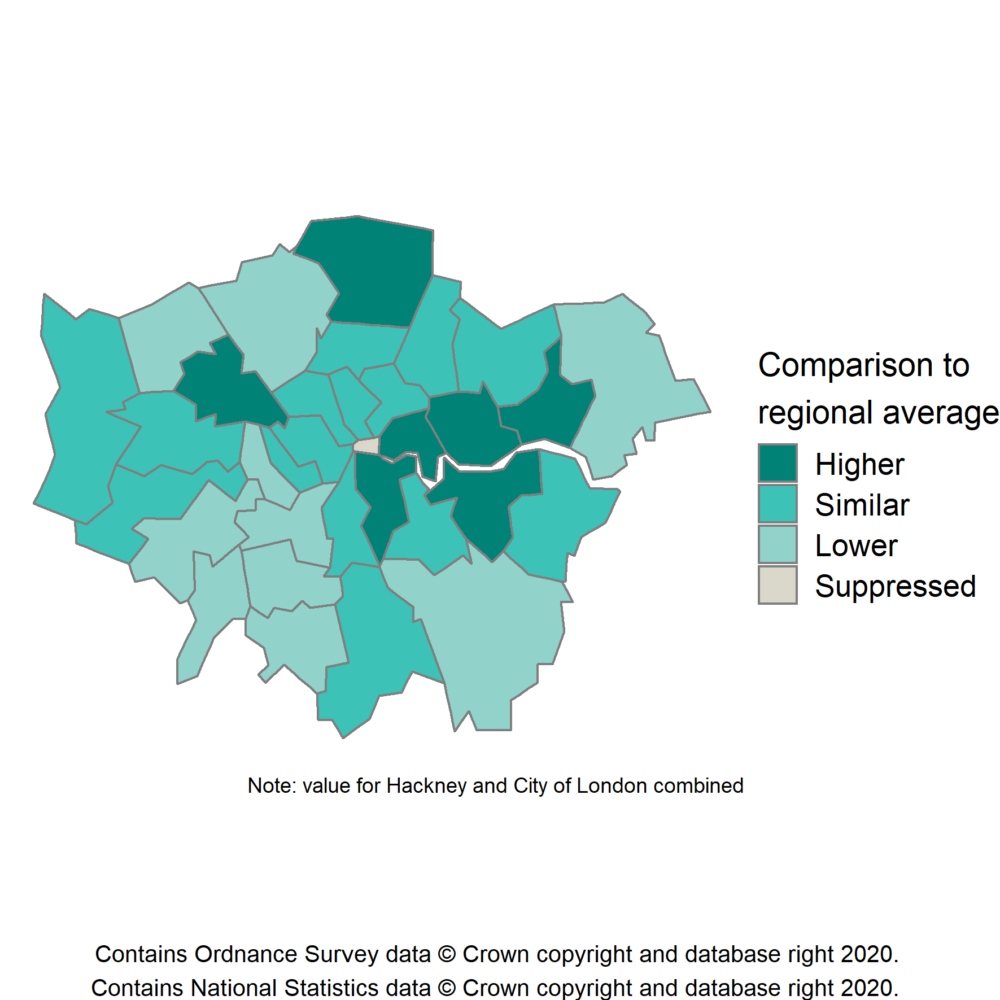 Comparison to
regional average
Higher
Similar
Lower
Suppressed
Note: value for Hackney and City of London combined
Contains Ordnance Survey data © Crown copyright and database right 2020.
Contains National Statistics data © Crown copyright and database right 2020.